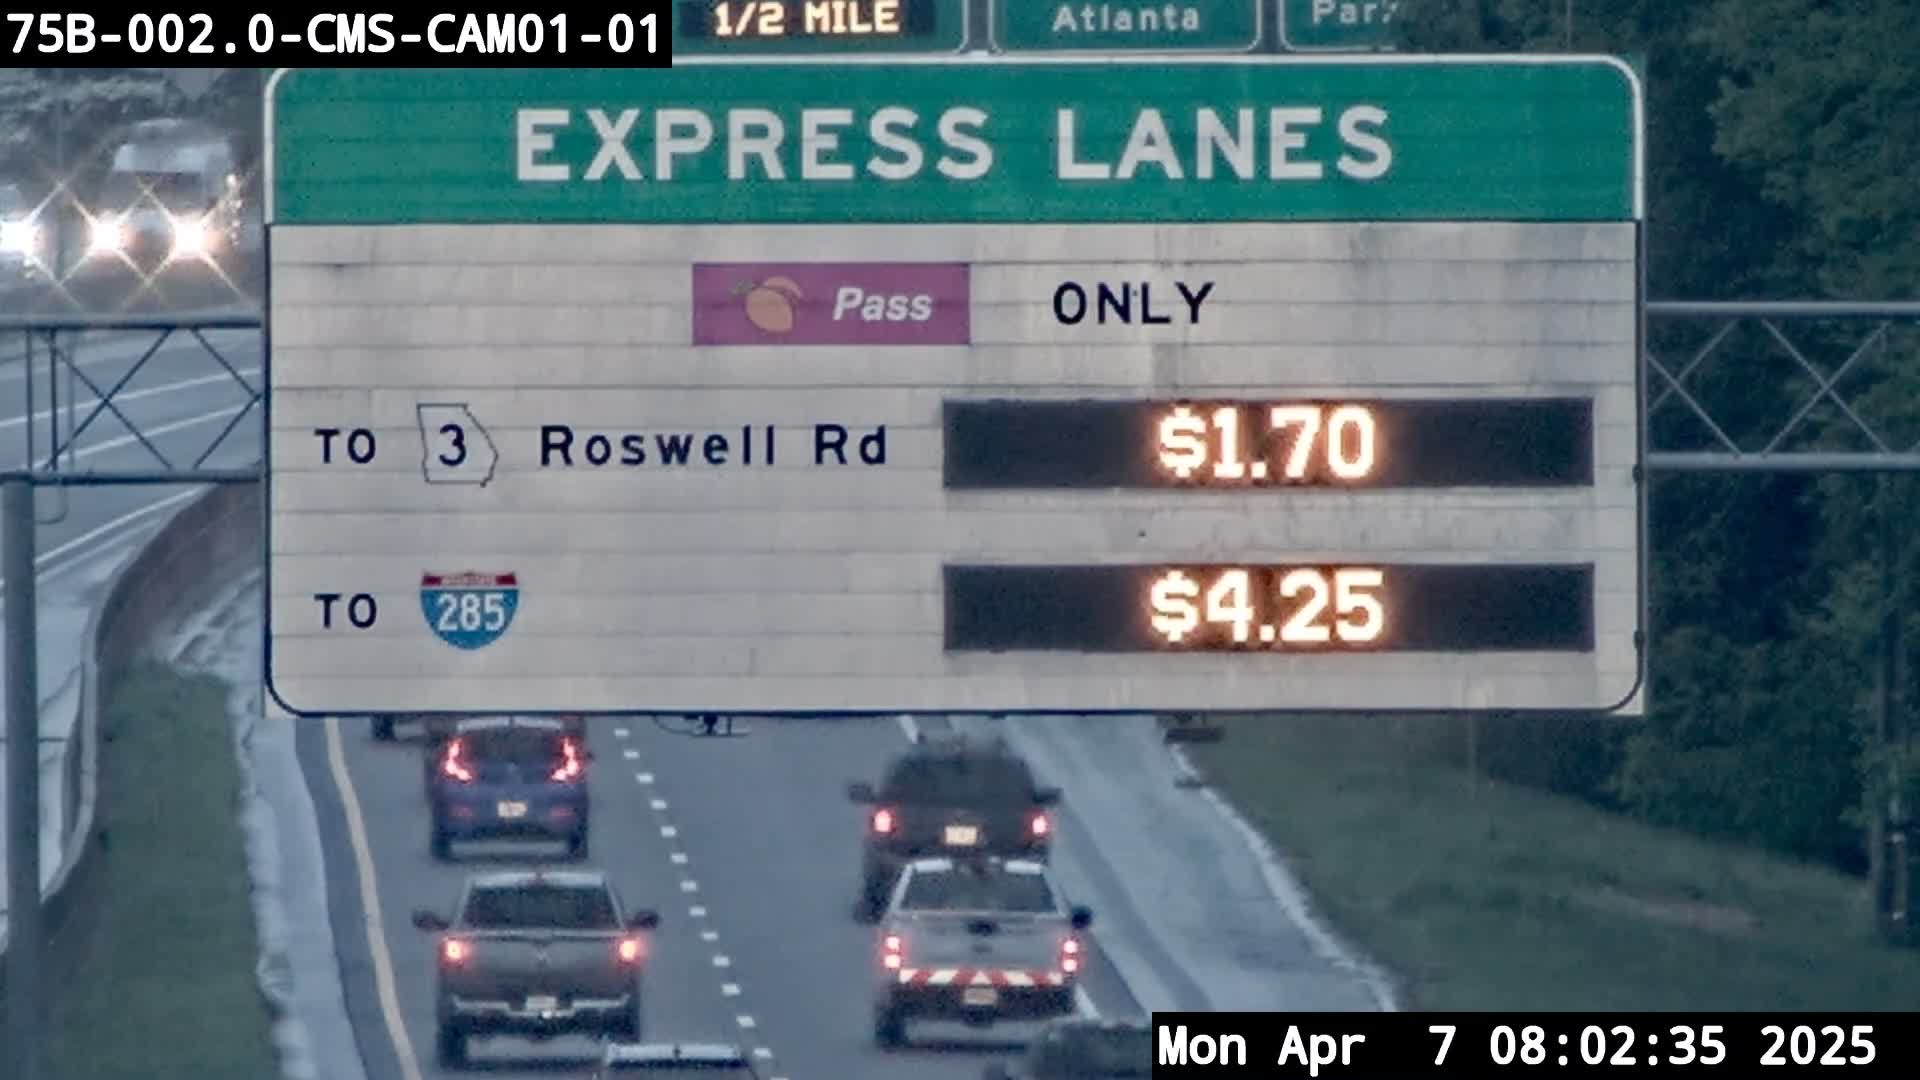 75B-002.0-CMS-CAM01-01
1/2 MILE
Atlanta
EXPRESS LANES
Pass ONLY
TO 3 Roswell Rd $1.70
TO 285 $4.25
Mon Apr 7 08:02:35 2025